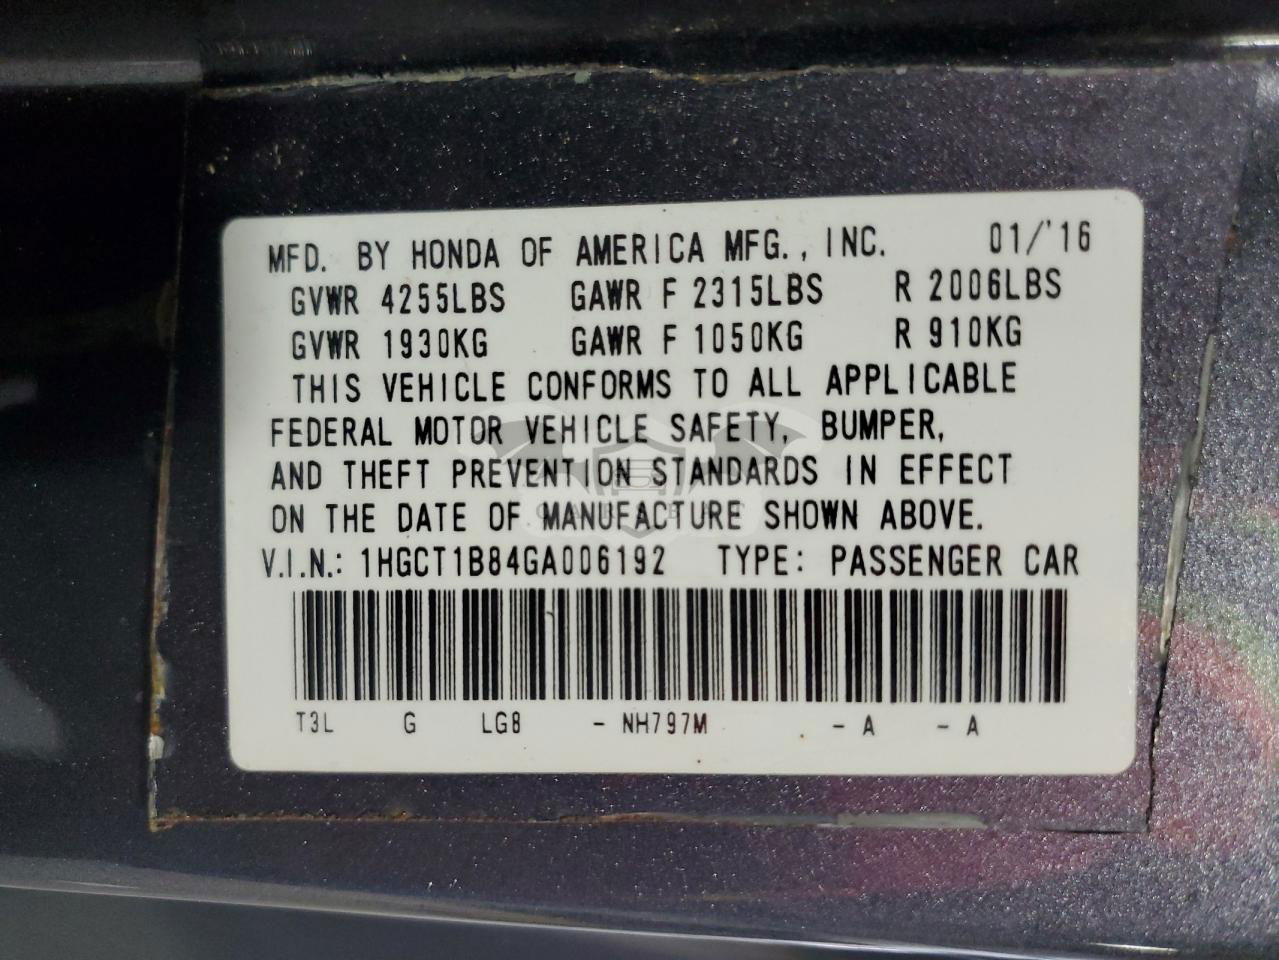 MFD. BY HONDA OF AMERICA MFG., INC. 01/'16
GVWR 4255LBS GAWR F 2315LBS R 2006LBS
GVWR 1930KG GAWR F 1050KG R 910KG
THIS VEHICLE CONFORMS TO ALL APPLICABLE
FEDERAL MOTOR VEHICLE SAFETY, BUMPER,
AND THEFT PREVENTION STANDARDS IN EFFECT
ON THE DATE OF MANUFACTURE SHOWN ABOVE.
V.I.N.: 1HGCT1B84GA006192 TYPE: PASSENGER CAR
T3L G LG8 - NH797M - A - A